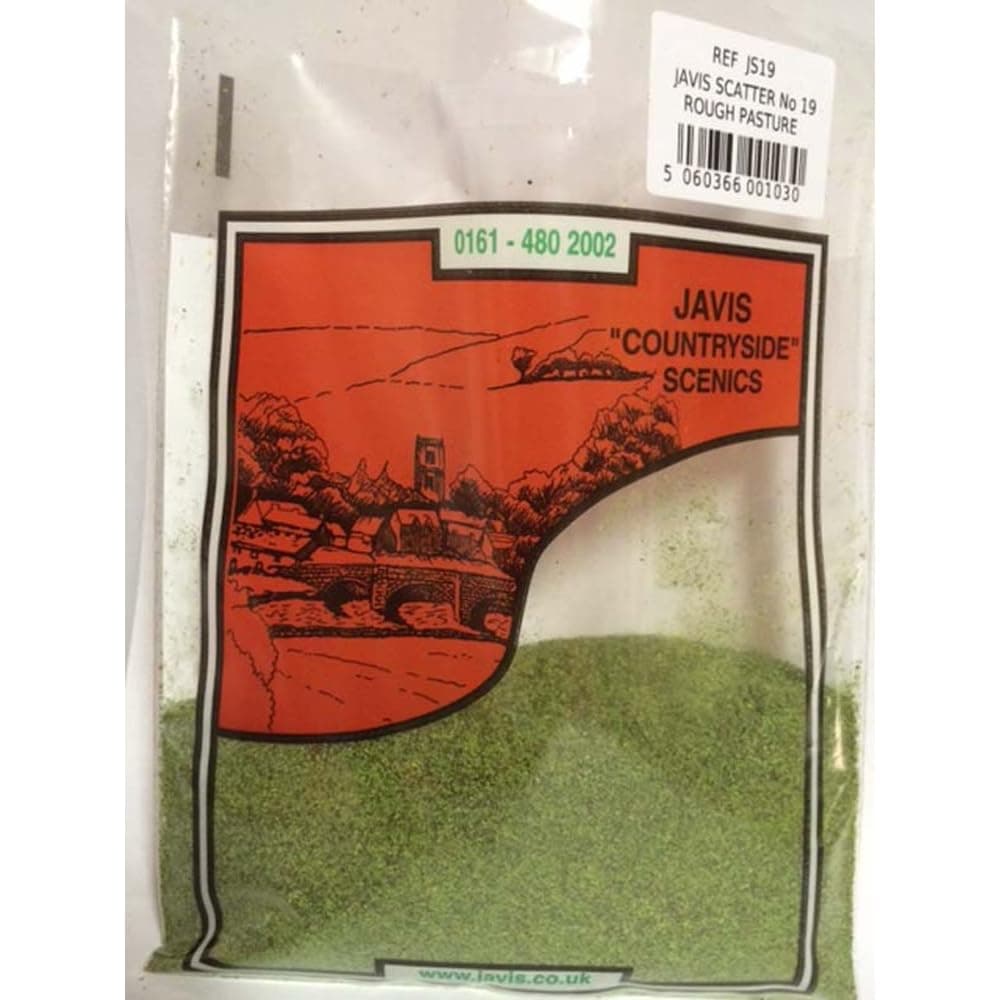 REF JS19
JAVIS SCATTER No 19
ROUGH PASTURE
5 060366 001030
0161 - 480 2002
JAVIS
"COUNTRYSIDE"
SCENICS
www.javis.co.uk